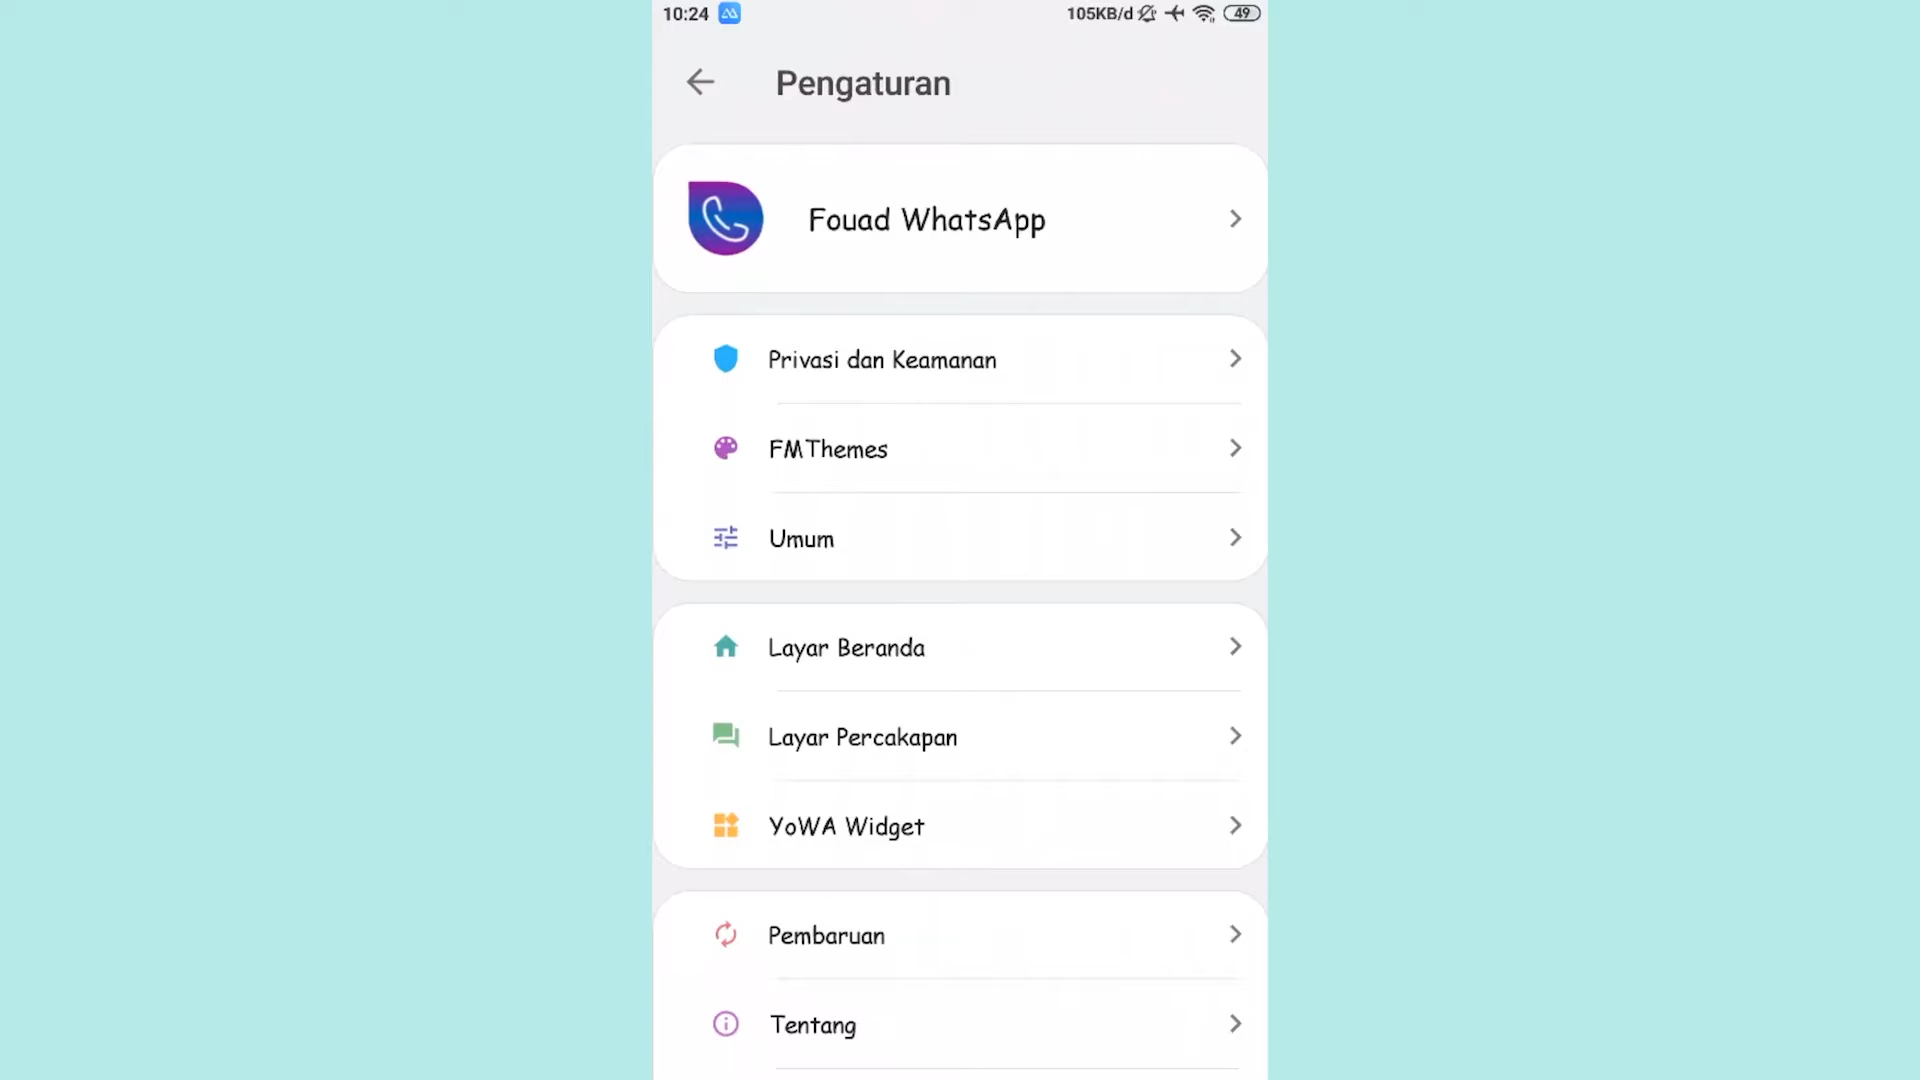 10:24 105KB/d 49
Pengaturan
Fouad WhatsApp
Privasi dan Keamanan
FMThemes
Umum
Layar Beranda
Layar Percakapan
YoWA Widget
Pembaruan
Tentang